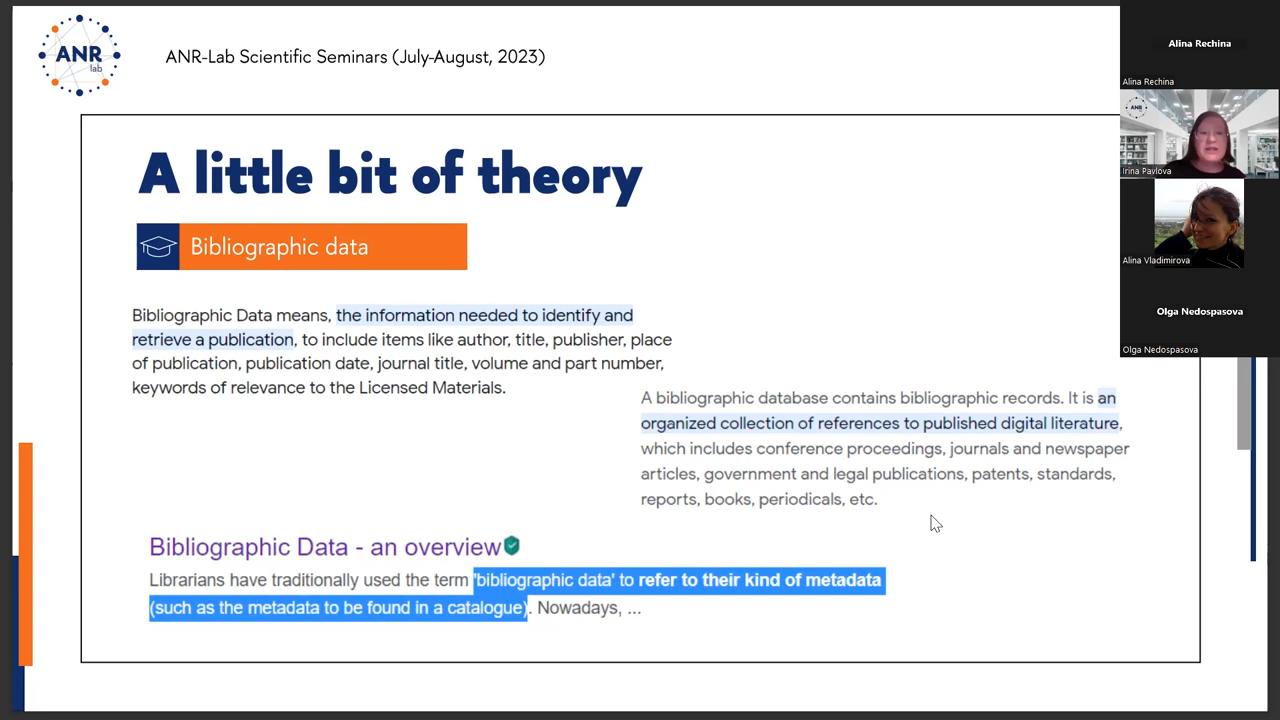 ANR
lab
ANR-Lab Scientific Seminars (July-August, 2023)
A little bit of theory
Bibliographic data
Bibliographic Data means, the information needed to identify and
retrieve a publication, to include items like author, title, publisher, place
of publication, publication date, journal title, volume and part number,
keywords of relevance to the Licensed Materials.
A bibliographic database contains bibliographic records. It is an
organized collection of references to published digital literature,
which includes conference proceedings, journals and newspaper
articles, government and legal publications, patents, standards,
reports, books, periodicals, etc.
Bibliographic Data - an overview
Librarians have traditionally used the term 'bibliographic data' to refer to their kind of metadata
(such as the metadata to be found in a catalogue). Nowadays, ...
Alina Rechina
Alina Rechina
ANR
Irina Pavlova
Alina Vladimirova
Olga Nedospasova
Olga Nedospasova